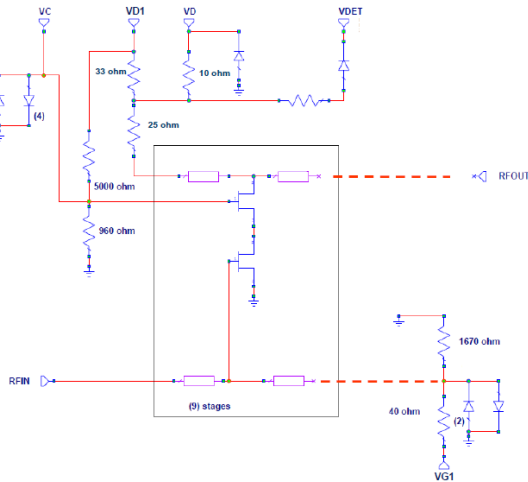 VC
VD1
VD
VDET
33 ohm
10 ohm
(4)
25 ohm
5000 ohm
RFOUT
960 ohm
1670 ohm
RFIN
(9) stages
40 ohm
(2)
VG1